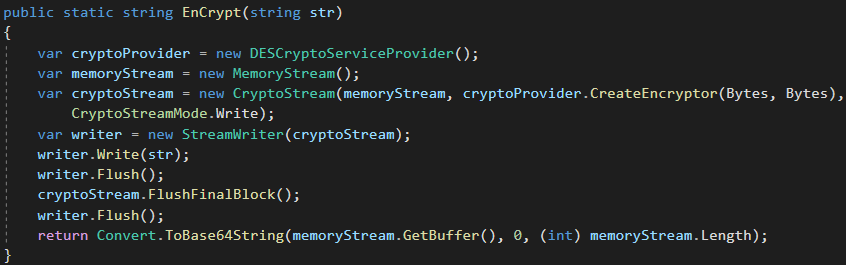 public static string EnCrypt(string str)
{
    var cryptoProvider = new DESCryptoServiceProvider();
    var memoryStream = new MemoryStream();
    var cryptoStream = new CryptoStream(memoryStream, cryptoProvider.CreateEncryptor(Bytes, Bytes),
        CryptoStreamMode.Write);
    var writer = new StreamWriter(cryptoStream);
    writer.Write(str);
    writer.Flush();
    cryptoStream.FlushFinalBlock();
    writer.Flush();
    return Convert.ToBase64String(memoryStream.GetBuffer(), 0, (int) memoryStream.Length);
}